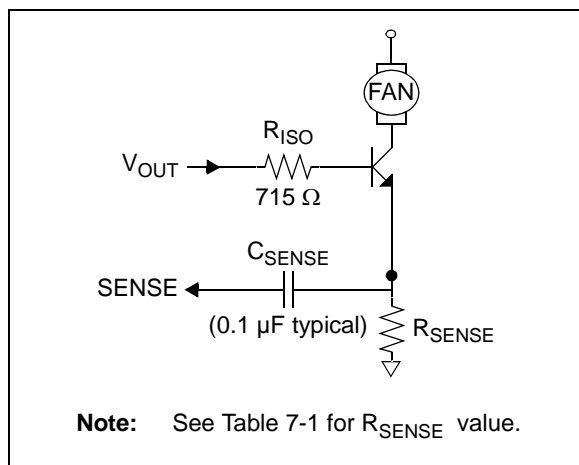 FAN
R_ISO
V_OUT
715 Ω
C_SENSE
SENSE
(0.1 µF typical)
R_SENSE
Note: See Table 7-1 for R_SENSE value.